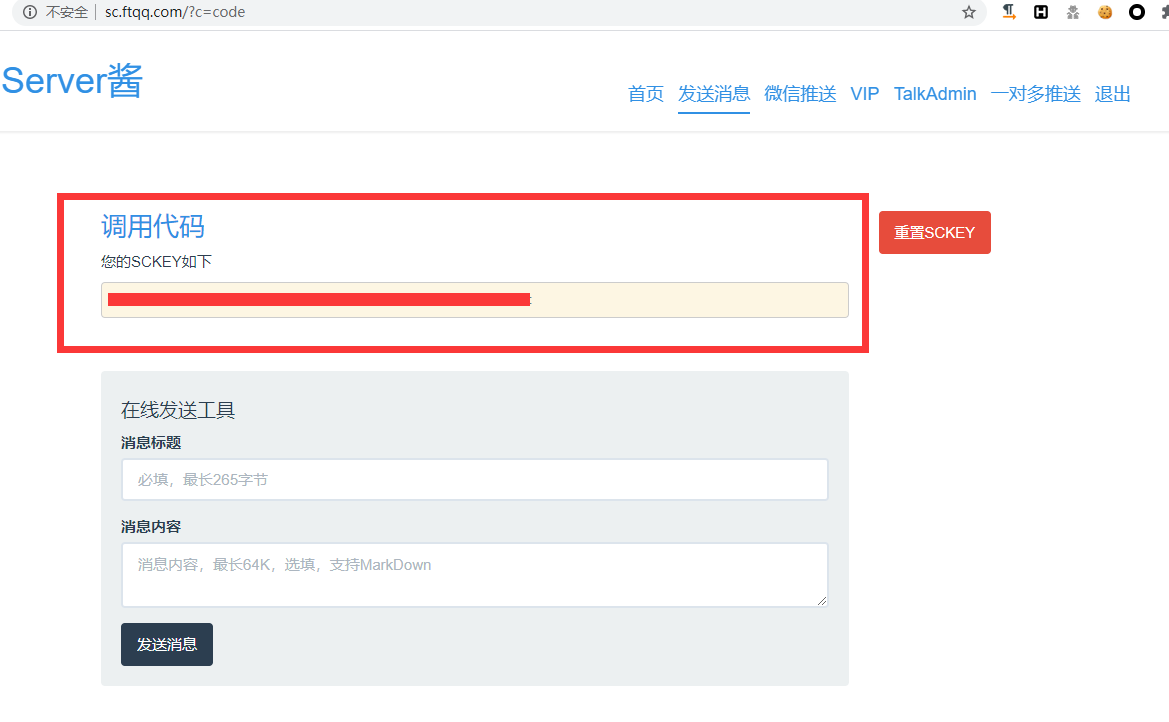 不安全 sc.ftqq.com/?c=code
Server酱
首页 发送消息 微信推送 VIP TalkAdmin 一对多推送 退出
调用代码
重置SCKEY
您的SCKEY如下
在线发送工具
消息标题
必填，最长265字节
消息内容
消息内容，最长64K，选填，支持MarkDown
发送消息